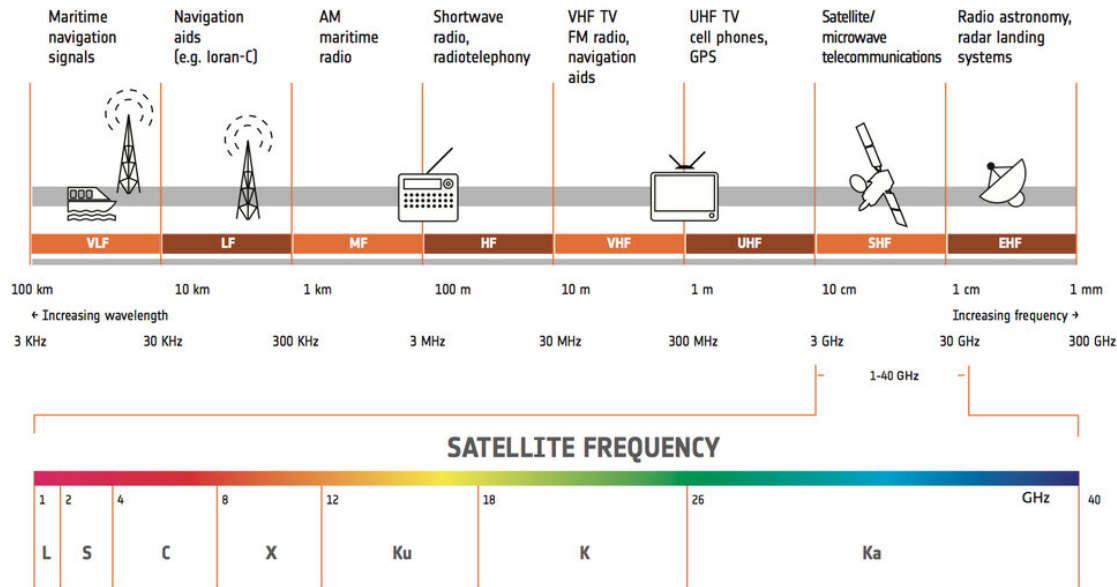 Maritime
navigation
signals
Navigation
aids
(e.g. loran-C)
AM
maritime
radio
Shortwave
radio,
radiotelephony
VHF TV
FM radio,
navigation
aids
UHF TV
cell phones,
GPS
Satellite/
microwave
telecommunications
Radio astronomy,
radar landing
systems
VLF LF MF HF VHF UHF SHF EHF
100 km 10 km 1 km 100 m 10 m 1 m 10 cm 1 cm 1 mm
← Increasing wavelength Increasing frequency →
3 KHz 30 KHz 300 KHz 3 MHz 30 MHz 300 MHz 3 GHz 30 GHz 300 GHz
1-40 GHz
SATELLITE FREQUENCY
1 2 4 8 12 18 26 GHz 40
L S C X Ku K Ka